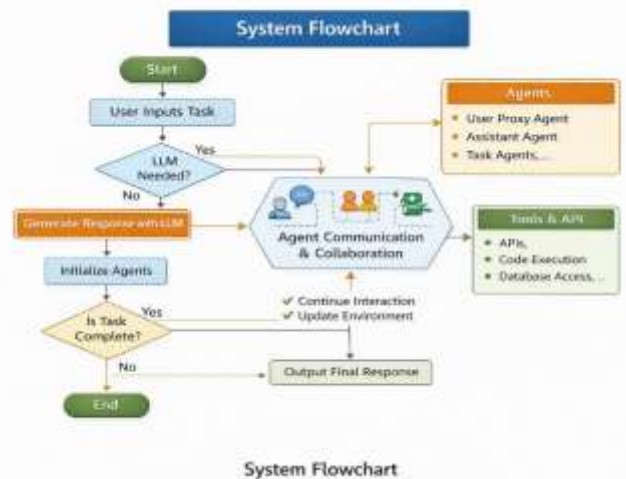 System Flowchart
Start
User Inputs Task
Yes
LLM
Needed?
No
Generate Response with LLM
Initialize Agents
Is Task
Complete?
Yes
No
End
Agent Communication
& Collaboration
✓ Continue Interaction
✓ Update Environment
Output Final Response
Agents
• User Proxy Agent
• Assistant Agent
• Task Agents,...
Tools & API
• APIs,
• Code Execution
• Database Access,...
System Flowchart